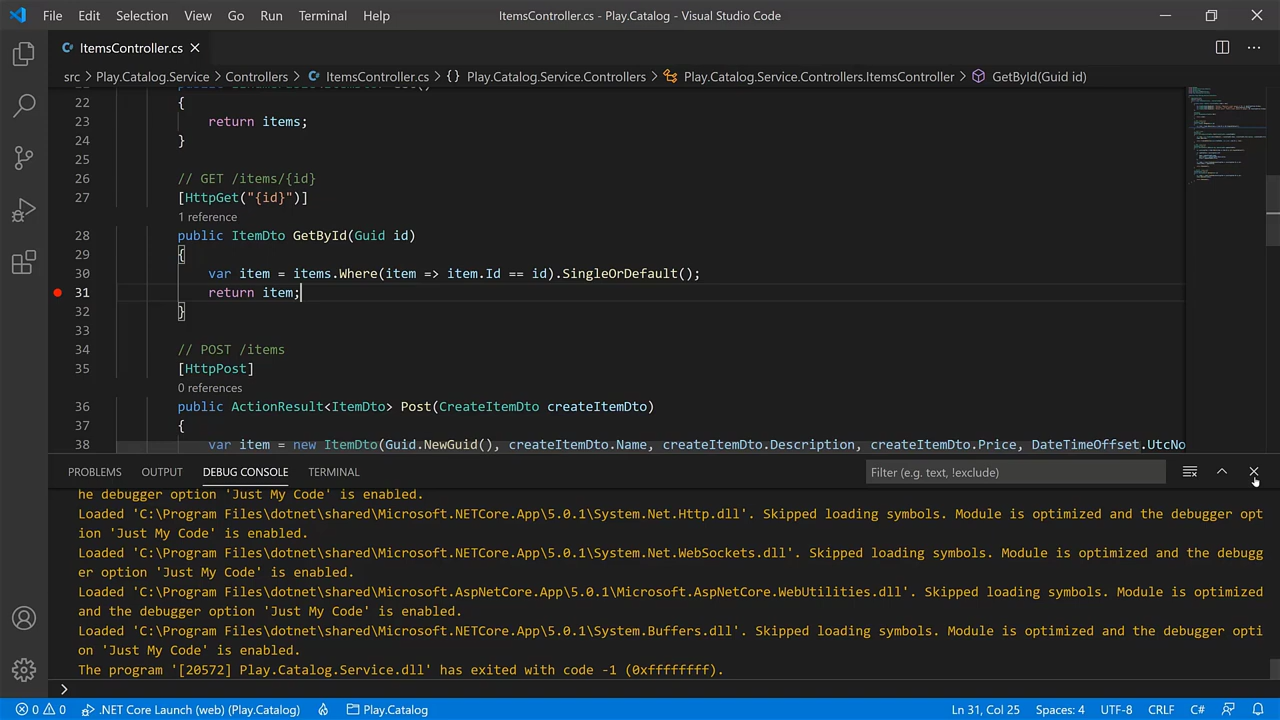 File Edit Selection View Go Run Terminal Help ItemsController.cs - Play.Catalog - Visual Studio Code
ItemsController.cs
src > Play.Catalog.Service > Controllers > ItemsController.cs > {} Play.Catalog.Service.Controllers > Play.Catalog.Service.Controllers.ItemsController > GetById(Guid id)
22 {
23 return items;
24 }
25
26 // GET /items/{id}
27 [HttpGet("{id}")]
1 reference
28 public ItemDto GetById(Guid id)
29 {
30 var item = items.Where(item => item.Id == id).SingleOrDefault();
31 return item;
32 }
33
34 // POST /items
35 [HttpPost]
0 references
36 public ActionResult<ItemDto> Post(CreateItemDto createItemDto)
37 {
38 var item = new ItemDto(Guid.NewGuid(), createItemDto.Name, createItemDto.Description, createItemDto.Price, DateTimeOffset.UtcNo
PROBLEMS OUTPUT DEBUG CONSOLE TERMINAL Filter (e.g. text, !exclude)
he debugger option 'Just My Code' is enabled.
Loaded 'C:\Program Files\dotnet\shared\Microsoft.NETCore.App\5.0.1\System.Net.Http.dll'. Skipped loading symbols. Module is optimized and the debugger opt
ion 'Just My Code' is enabled.
Loaded 'C:\Program Files\dotnet\shared\Microsoft.NETCore.App\5.0.1\System.Net.WebSockets.dll'. Skipped loading symbols. Module is optimized and the debugg
er option 'Just My Code' is enabled.
Loaded 'C:\Program Files\dotnet\shared\Microsoft.AspNetCore.App\5.0.1\Microsoft.AspNetCore.WebUtilities.dll'. Skipped loading symbols. Module is optimized
and the debugger option 'Just My Code' is enabled.
Loaded 'C:\Program Files\dotnet\shared\Microsoft.NETCore.App\5.0.1\System.Buffers.dll'. Skipped loading symbols. Module is optimized and the debugger opti
on 'Just My Code' is enabled.
The program '[20572] Play.Catalog.Service.dll' has exited with code -1 (0xffffffff).
>
0 0 .NET Core Launch (web) (Play.Catalog) Play.Catalog Ln 31, Col 25 Spaces: 4 UTF-8 CRLF C#